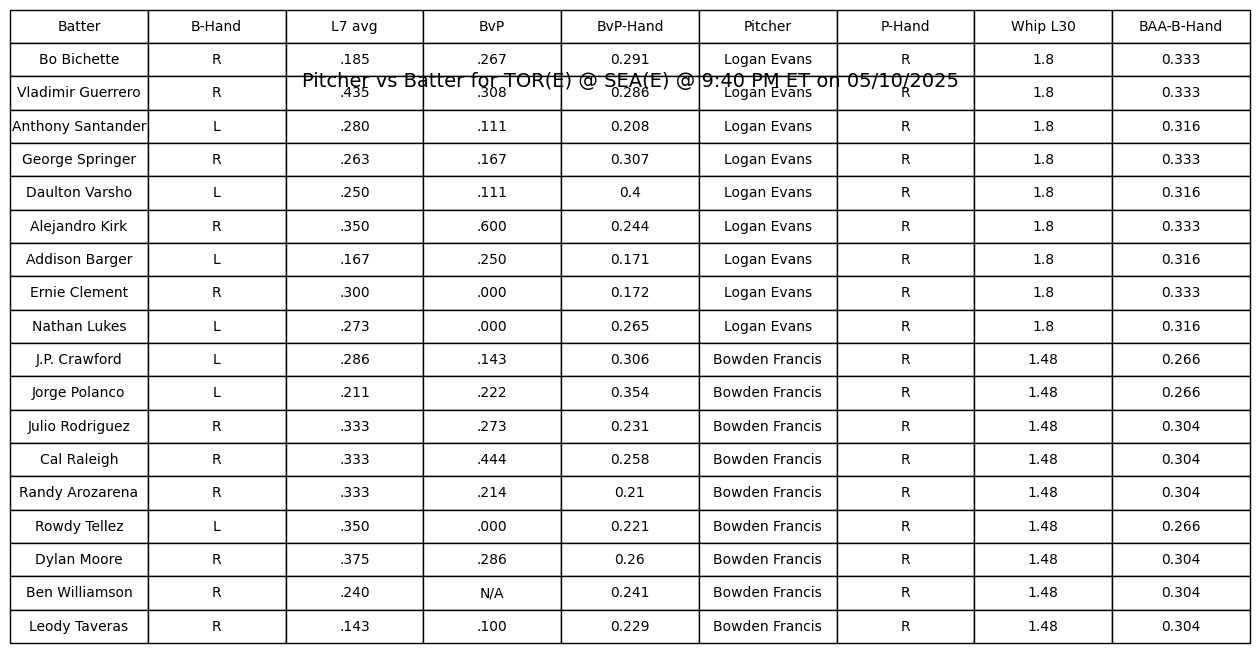 Batter B-Hand L7 avg BvP BvP-Hand Pitcher P-Hand Whip L30 BAA-B-Hand
Bo Bichette R .185 .267 0.291 Logan Evans R 1.8 0.333
Pitcher vs Batter for TOR(E) @ SEA(E) @ 9:40 PM ET on 05/10/2025
Vladimir Guerrero R .435 .308 0.286 Logan Evans R 1.8 0.333
Anthony Santander L .280 .111 0.208 Logan Evans R 1.8 0.316
George Springer R .263 .167 0.307 Logan Evans R 1.8 0.333
Daulton Varsho L .250 .111 0.4 Logan Evans R 1.8 0.316
Alejandro Kirk R .350 .600 0.244 Logan Evans R 1.8 0.333
Addison Barger L .167 .250 0.171 Logan Evans R 1.8 0.316
Ernie Clement R .300 .000 0.172 Logan Evans R 1.8 0.333
Nathan Lukes L .273 .000 0.265 Logan Evans R 1.8 0.316
J.P. Crawford L .286 .143 0.306 Bowden Francis R 1.48 0.266
Jorge Polanco L .211 .222 0.354 Bowden Francis R 1.48 0.266
Julio Rodriguez R .333 .273 0.231 Bowden Francis R 1.48 0.304
Cal Raleigh R .333 .444 0.258 Bowden Francis R 1.48 0.304
Randy Arozarena R .333 .214 0.21 Bowden Francis R 1.48 0.304
Rowdy Tellez L .350 .000 0.221 Bowden Francis R 1.48 0.266
Dylan Moore R .375 .286 0.26 Bowden Francis R 1.48 0.304
Ben Williamson R .240 N/A 0.241 Bowden Francis R 1.48 0.304
Leody Taveras R .143 .100 0.229 Bowden Francis R 1.48 0.304